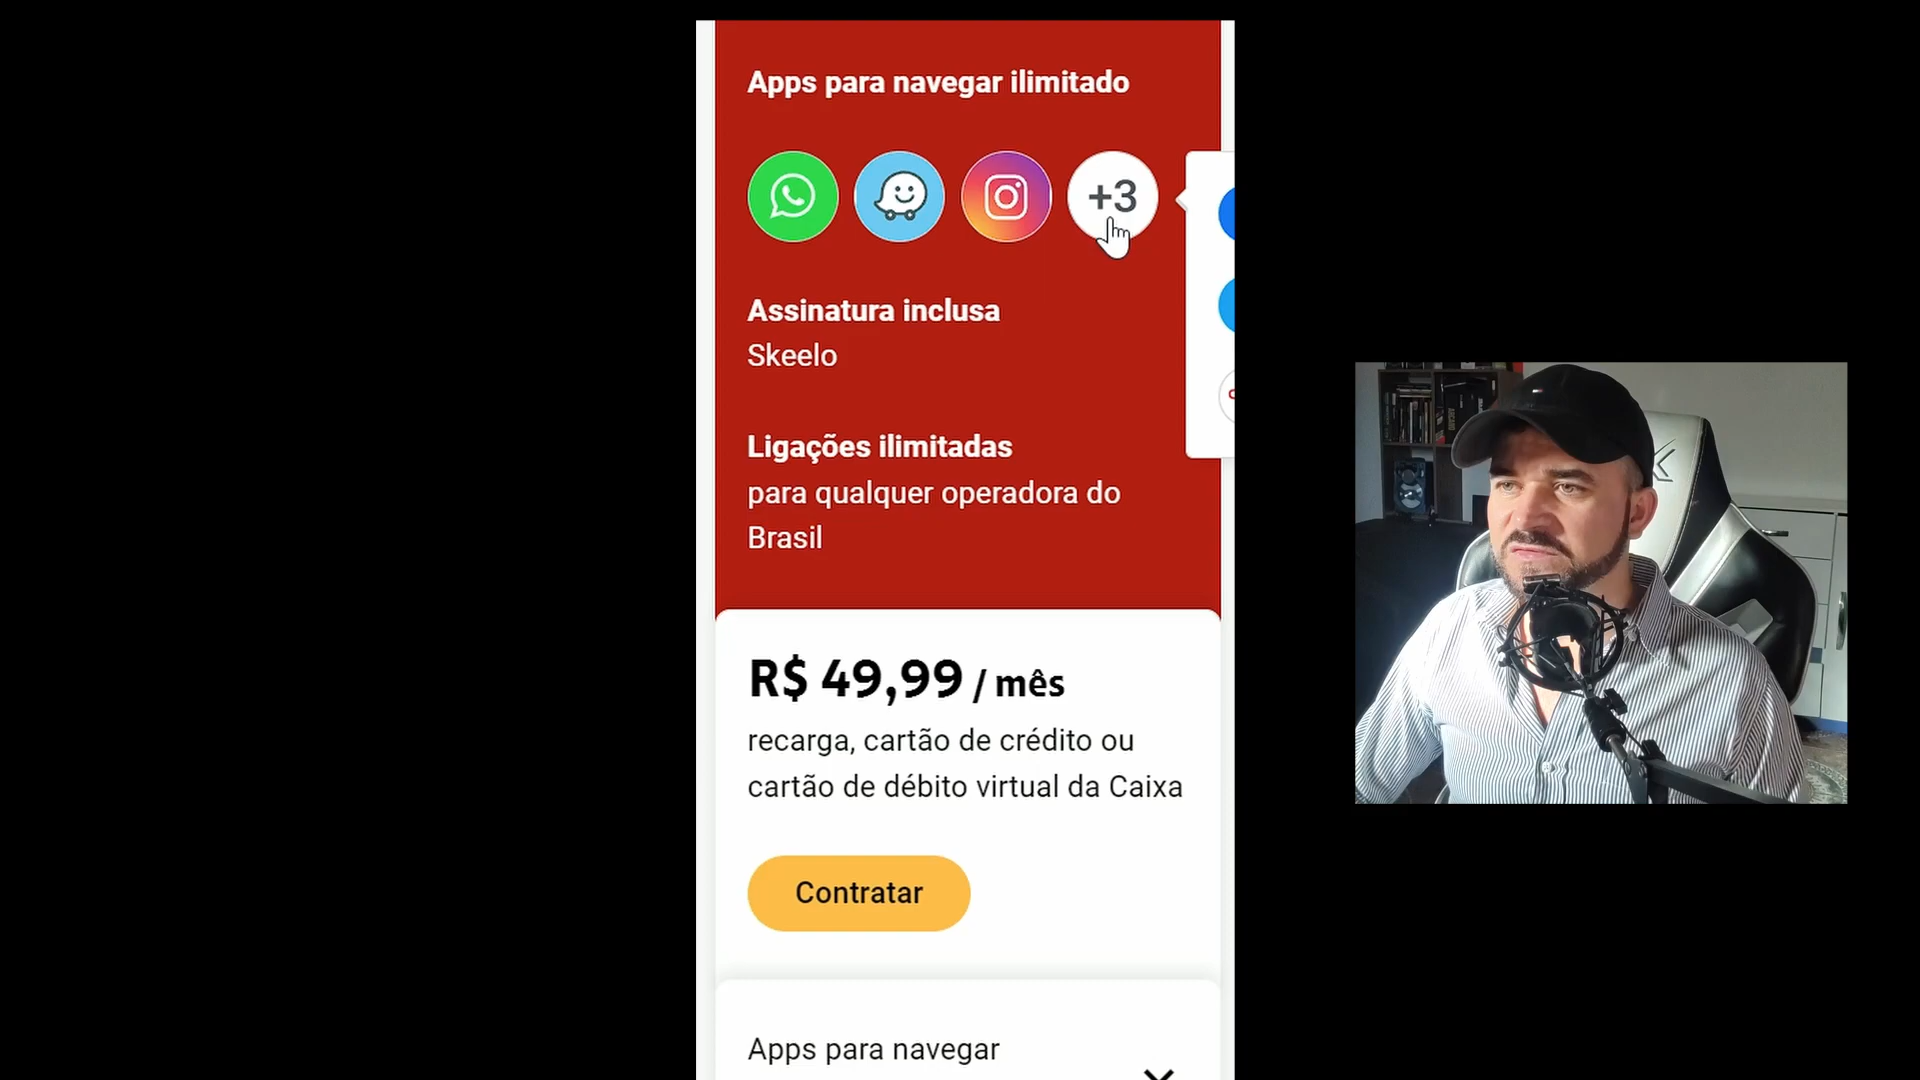 Apps para navegar ilimitado
+3
Assinatura inclusa
Skeelo
Ligações ilimitadas
para qualquer operadora do
Brasil
R$ 49,99 / mês
recarga, cartão de crédito ou
cartão de débito virtual da Caixa
Contratar
Apps para navegar